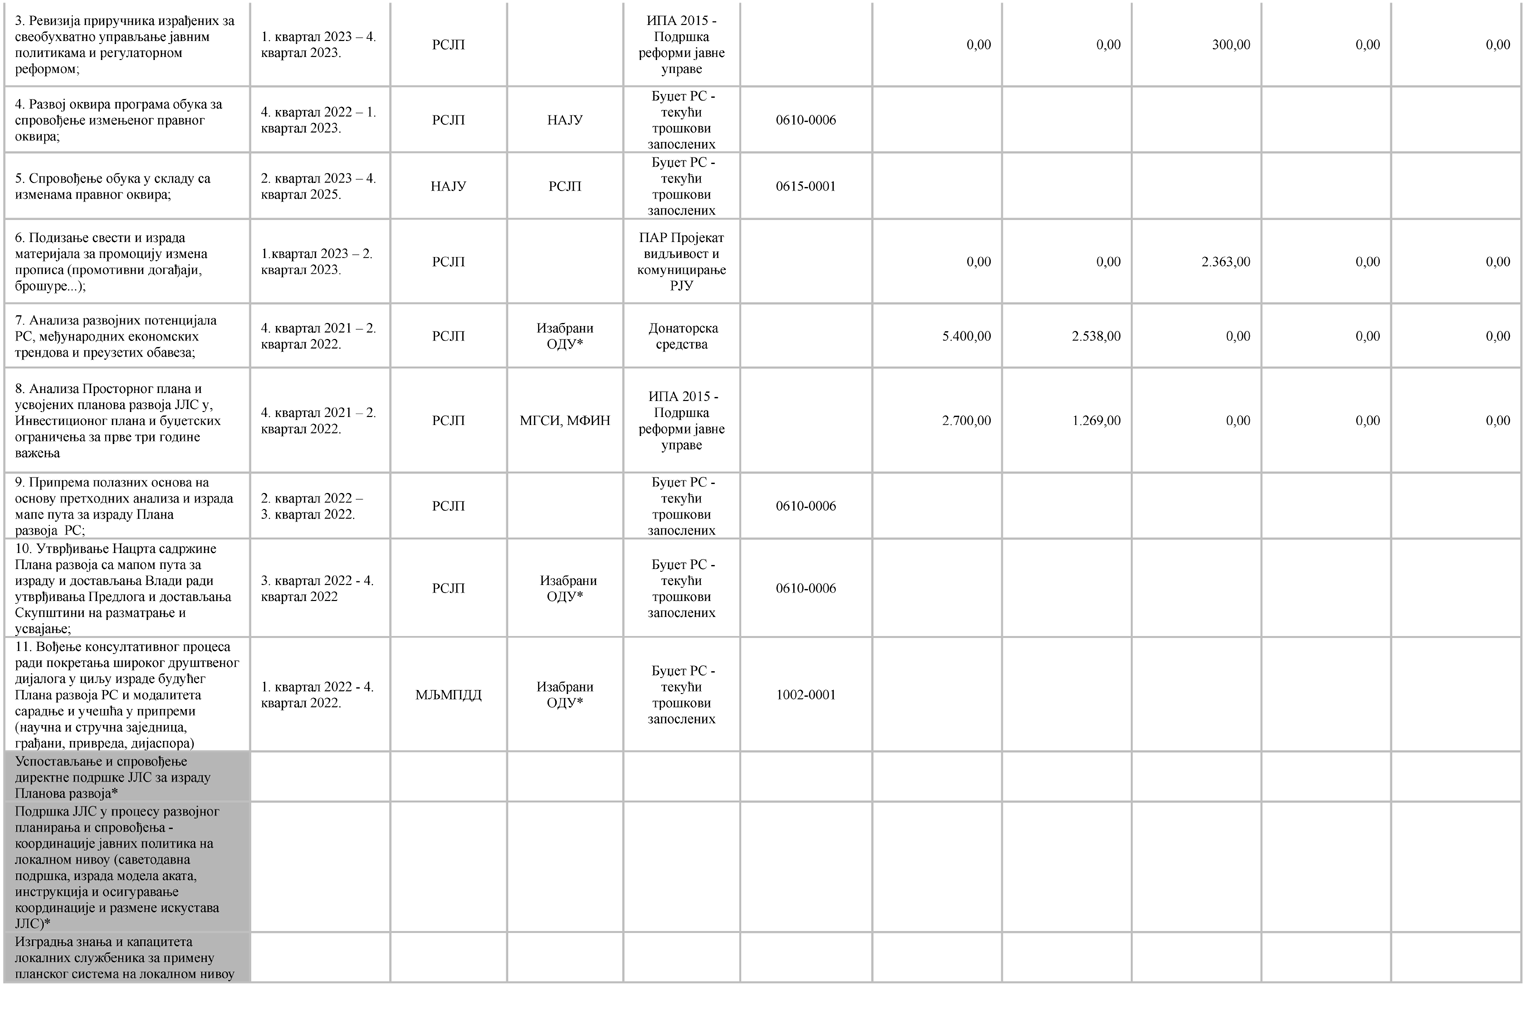 3. Ревизија приручника израђених за
свеобухватно управљање јавним
политикама и регулаторном
реформом;
1. квартал 2023 – 4.
квартал 2023.
РСЈП
ИПА 2015 -
Подршка
реформи јавне
управе
0,00
0,00
300,00
0,00
0,00
4. Развој оквира програма обука за
спровођење измењеног правног
оквира;
4. квартал 2022 – 1.
квартал 2023.
РСЈП
НАЈУ
Буџет РС -
текући
трошкови
запослених
0610-0006
5. Спровођење обука у складу са
изменама правног оквира;
2. квартал 2023 – 4.
квартал 2025.
НАЈУ
РСЈП
Буџет РС -
текући
трошкови
запослених
0615-0001
6. Подизање свести и израда
материјала за промоцију измена
прописа (промотивни догађаји,
брошуре...);
1.квартал 2023 – 2.
квартал 2023.
РСЈП
ПАР Пројекат
видљивост и
комуницирање
РЈУ
0,00
0,00
2.363,00
0,00
0,00
7. Анализа развојних потенцијала
РС, међународних економских
трендова и преузетих обавеза;
4. квартал 2021 – 2.
квартал 2022.
РСЈП
Изабрани
ОДУ*
Донаторска
средства
5.400,00
2.538,00
0,00
0,00
0,00
8. Анализа Просторног плана и
усвојених планова развоја ЈЛС у,
Инвестиционог плана и буџетских
ограничења за прве три године
важења
4. квартал 2021 – 2.
квартал 2022.
РСЈП
МГСИ, МФИН
ИПА 2015 -
Подршка
реформи јавне
управе
2.700,00
1.269,00
0,00
0,00
0,00
9. Припрема полазних основа на
основу претходних анализа и израда
мапе пута за израду Плана
развоја РС;
2. квартал 2022 –
3. квартал 2022.
РСЈП
Буџет РС -
текући
трошкови
запослених
0610-0006
10. Утврђивање Нацрта садржине
Плана развоја са мапом пута за
израду и достављања Влади ради
утврђивања Предлога и достављања
Скупштини на разматрање и
усвајање;
3. квартал 2022 - 4.
квартал 2022
РСЈП
Изабрани
ОДУ*
Буџет РС -
текући
трошкови
запослених
0610-0006
11. Вођење консултативног процеса
ради покретања широког друштвеног
дијалога у циљу израде будућег
Плана развоја РС и модалитета
сарадње и учешћа у припреми
(научна и стручна заједница,
грађани, привреда, дијаспора)
1. квартал 2022 - 4.
квартал 2022.
МЉМПДД
Изабрани
ОДУ*
Буџет РС -
текући
трошкови
запослених
1002-0001
Успостављање и спровођење
директне подршке ЈЛС за израду
Планова развоја*
Подршка ЈЛС у процесу развојног
планирања и спровођења -
координације јавних политика на
локалном нивоу (саветодавна
подршка, израда модела аката,
инструкција и осигуравање
координације и размене искустава
ЈЛС)*
Изградња знања и капацитета
локалних службеника за примену
планског система на локалном нивоу